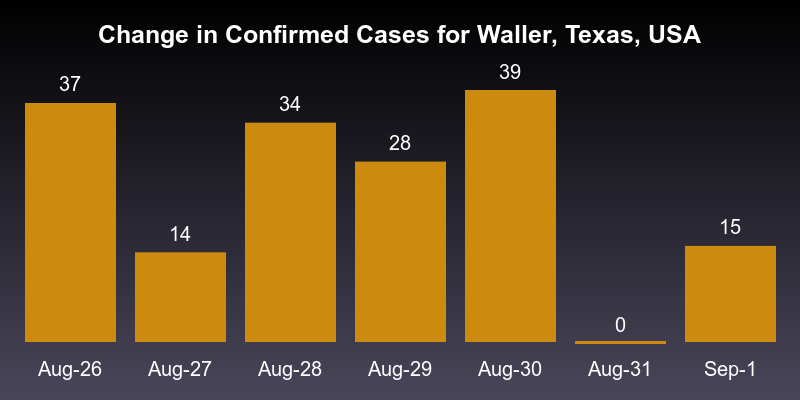 Change in Confirmed Cases for Waller, Texas, USA
37
14
34
28
39
0
15
Aug-26
Aug-27
Aug-28
Aug-29
Aug-30
Aug-31
Sep-1